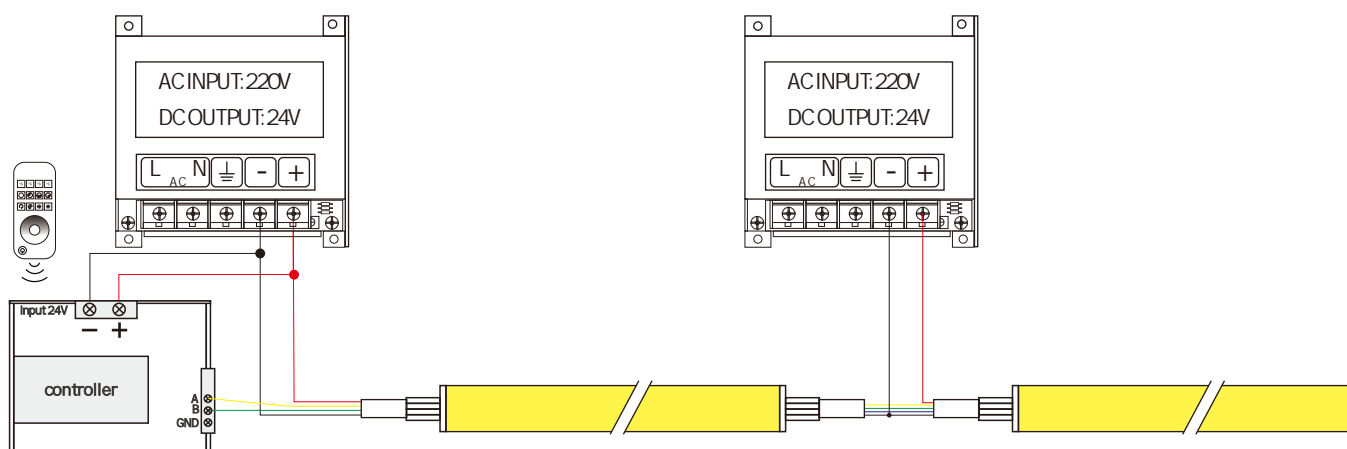 AC INPUT: 220V
DC OUTPUT: 24V
L AC N ⏚ - +
AC INPUT: 220V
DC OUTPUT: 24V
L AC N ⏚ - +
Input 24V
− +
controller
A
B
GND